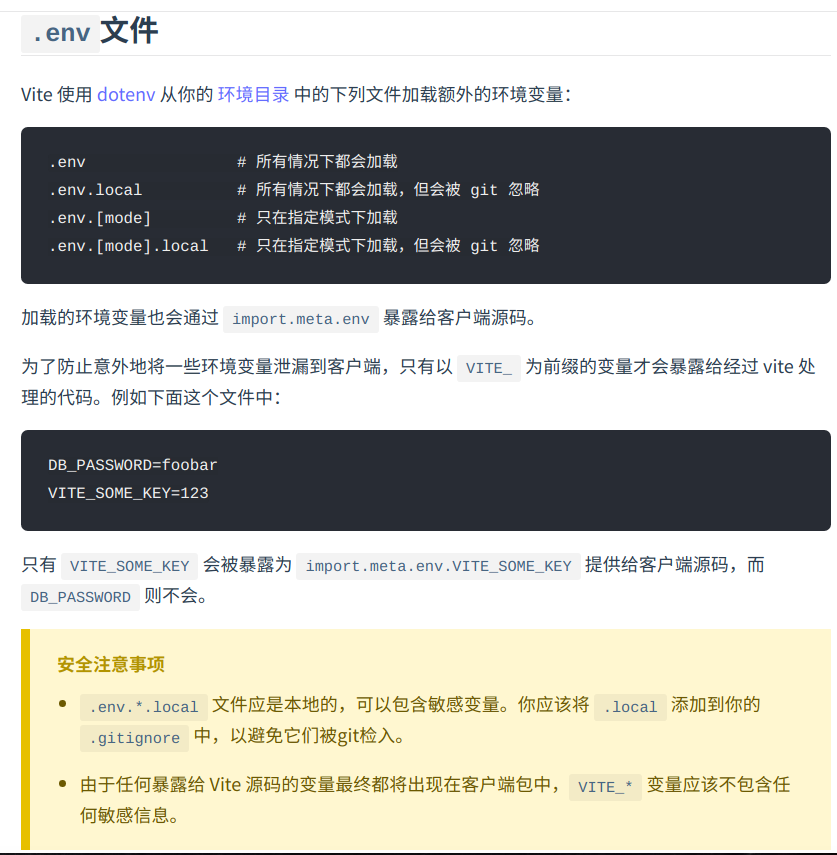 .env 文件
Vite 使用 dotenv 从你的 环境目录 中的下列文件加载额外的环境变量：
.env                # 所有情况下都会加载
.env.local          # 所有情况下都会加载，但会被 git 忽略
.env.[mode]         # 只在指定模式下加载
.env.[mode].local   # 只在指定模式下加载，但会被 git 忽略
加载的环境变量也会通过 import.meta.env 暴露给客户端源码。
为了防止意外地将一些环境变量泄漏到客户端，只有以 VITE_ 为前缀的变量才会暴露给经过 vite 处
理的代码。例如下面这个文件中：
DB_PASSWORD=foobar
VITE_SOME_KEY=123
只有 VITE_SOME_KEY 会被暴露为 import.meta.env.VITE_SOME_KEY 提供给客户端源码，而
DB_PASSWORD 则不会。
安全注意事项
• .env.*.local 文件应是本地的，可以包含敏感变量。你应该将 .local 添加到你的
.gitignore 中，以避免它们被git检入。
• 由于任何暴露给 Vite 源码的变量最终都将出现在客户端包中，VITE_* 变量应该不包含任
何敏感信息。